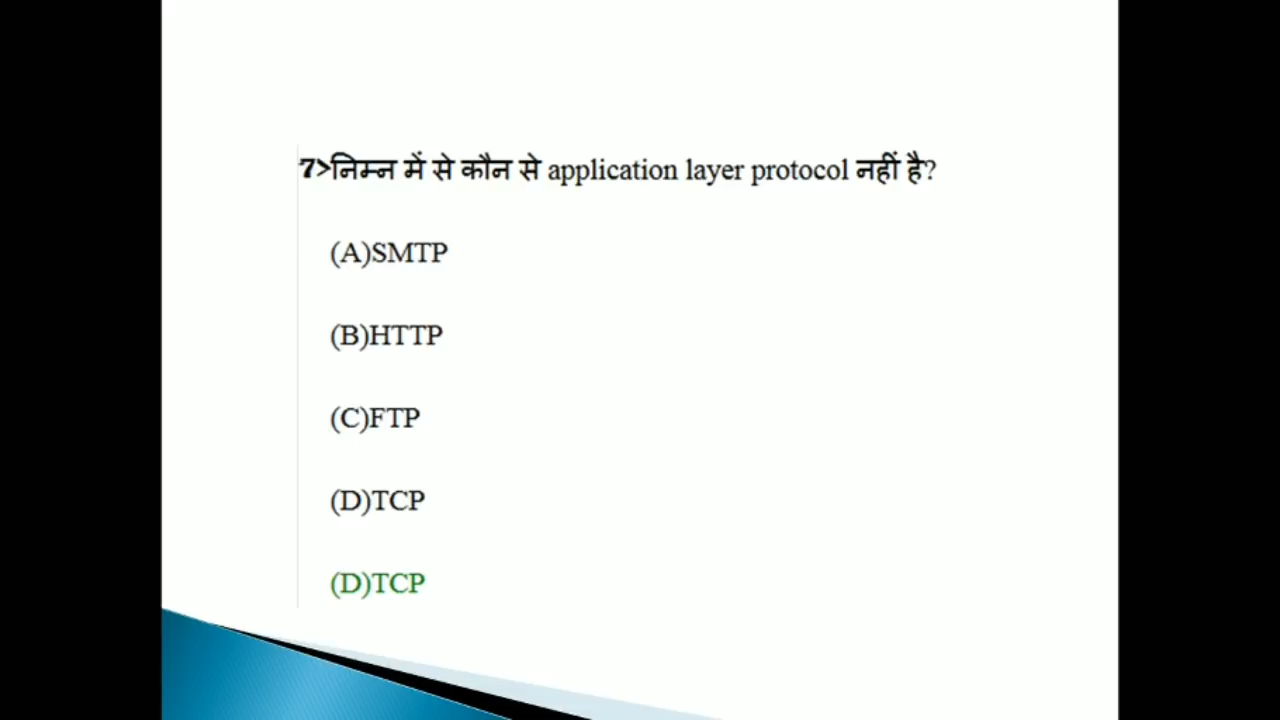 7>निम्न में से कौन से application layer protocol नहीं है?
(A)SMTP
(B)HTTP
(C)FTP
(D)TCP
(D)TCP